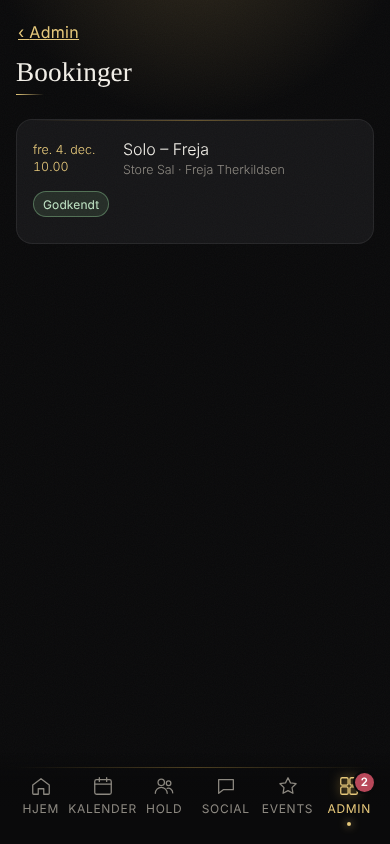 ‹ Admin
Bookinger
fre. 4. dec.
10.00
Solo – Freja
Store Sal · Freja Therkildsen
Godkendt
2
HJEM KALENDER HOLD SOCIAL EVENTS ADMIN